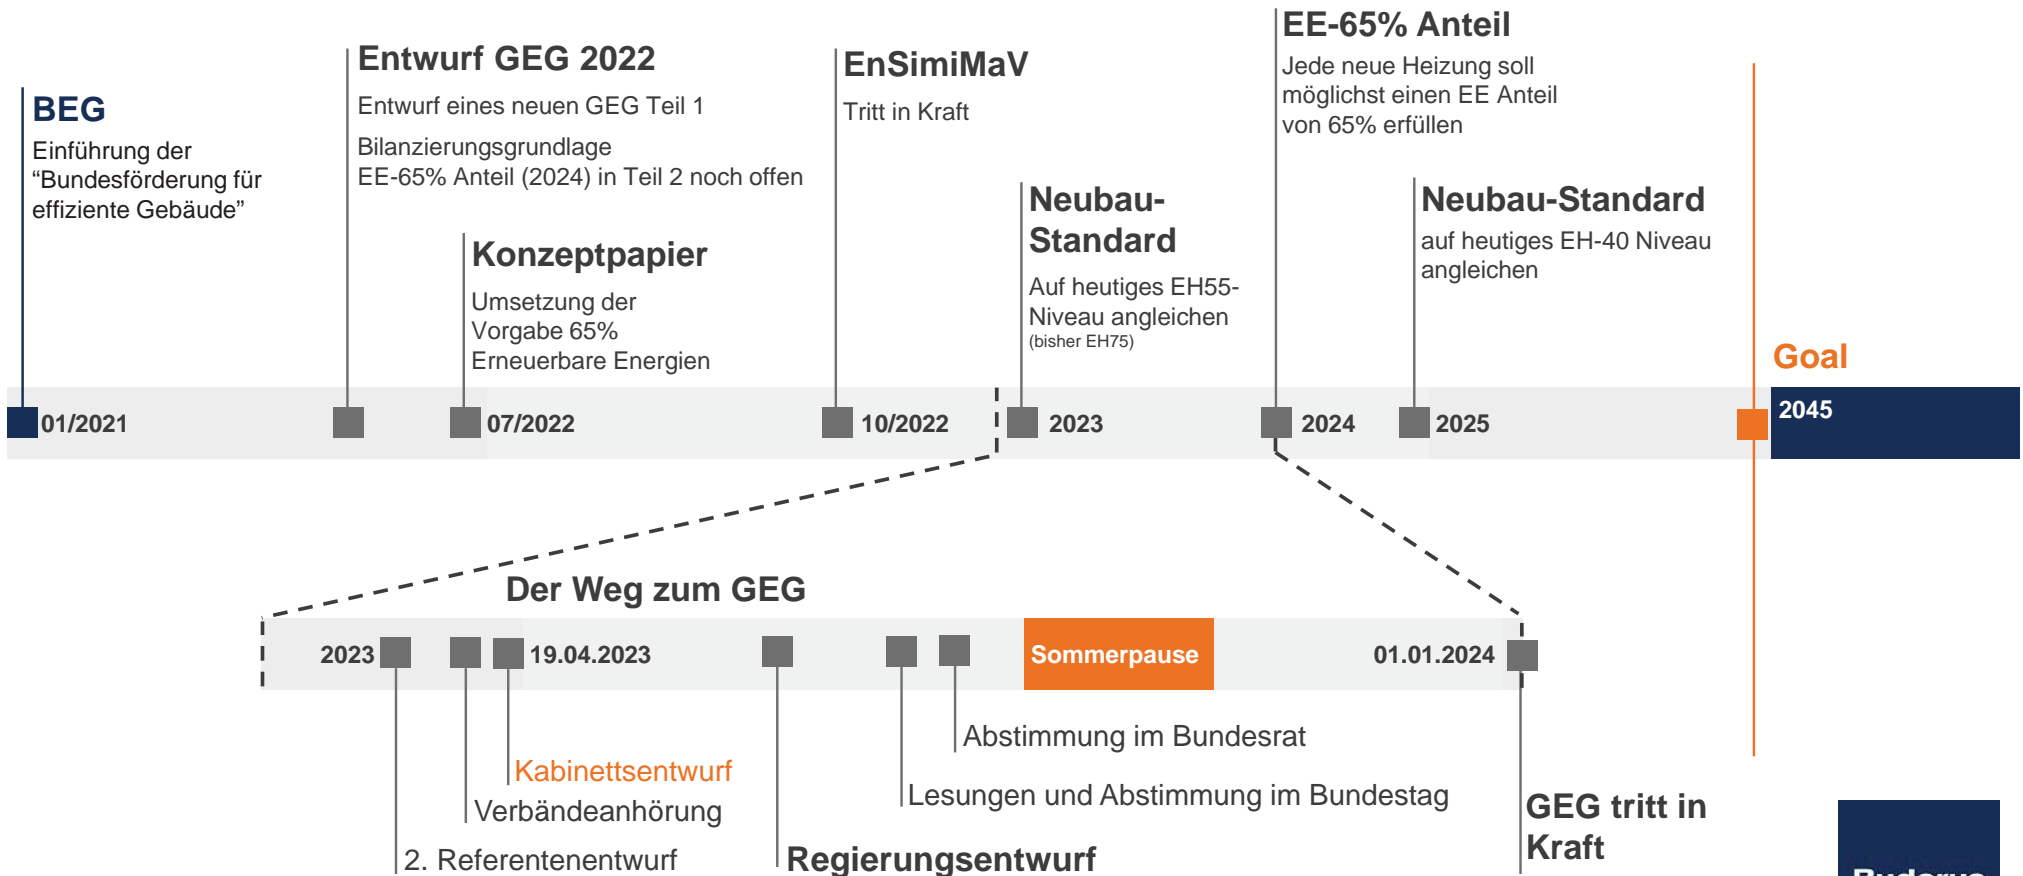 BEG
Einführung der
“Bundesförderung für
effiziente Gebäude”
Entwurf GEG 2022
Entwurf eines neuen GEG Teil 1
Bilanzierungsgrundlage
EE-65% Anteil (2024) in Teil 2 noch offen
Konzeptpapier
Umsetzung der
Vorgabe 65%
Erneuerbare Energien
EnSimiMaV
Tritt in Kraft
Neubau-
Standard
Auf heutiges EH55-
Niveau angleichen
(bisher EH75)
EE-65% Anteil
Jede neue Heizung soll
möglichst einen EE Anteil
von 65% erfüllen
Neubau-Standard
auf heutiges EH-40 Niveau
angleichen
Goal
01/2021
07/2022
10/2022
2023
2024
2025
2045
Der Weg zum GEG
2023
19.04.2023
Sommerpause
01.01.2024
Abstimmung im Bundesrat
Kabinettsentwurf
Lesungen und Abstimmung im Bundestag
Verbändeanhörung
GEG tritt in
Kraft
2. Referentenentwurf
Regierungsentwurf
Buderus